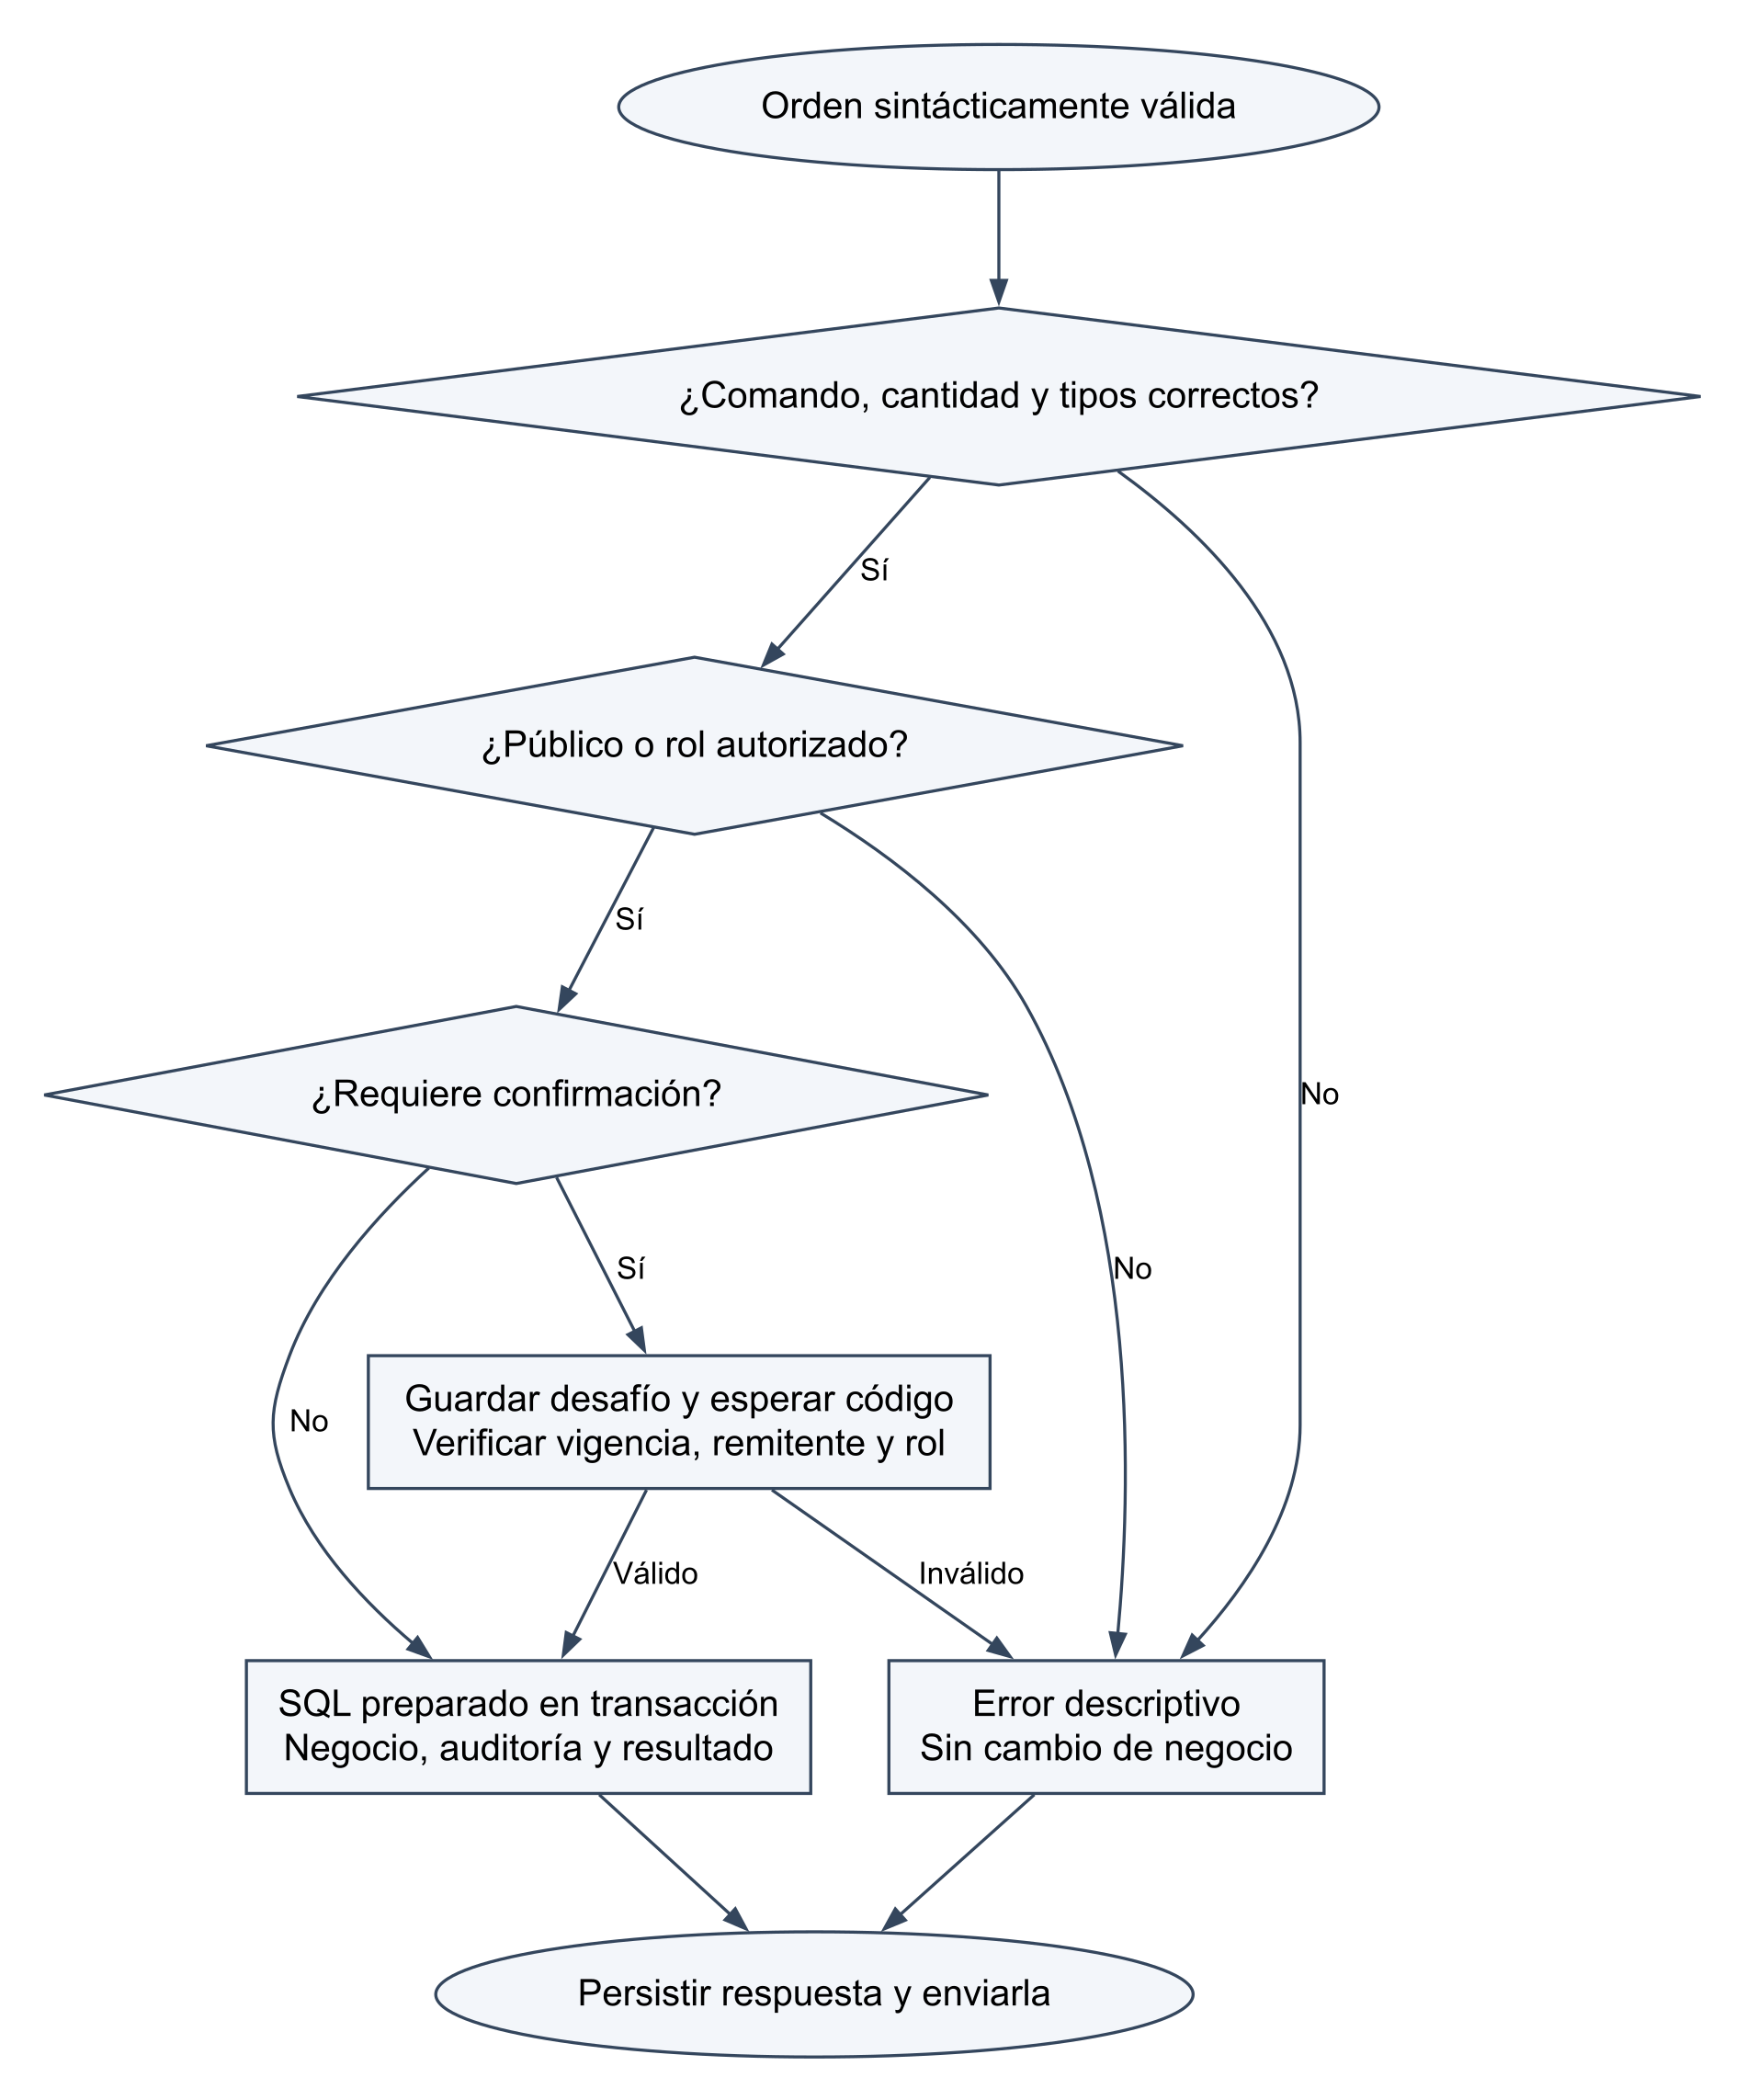 Orden sintácticamente válida
¿Comando, cantidad y tipos correctos?
Sí
¿Público o rol autorizado?
Sí
¿Requiere confirmación?
No
Sí
No
No
Guardar desafío y esperar código
Verificar vigencia, remitente y rol
Válido
Inválido
SQL preparado en transacción
Negocio, auditoría y resultado
Error descriptivo
Sin cambio de negocio
Persistir respuesta y enviarla